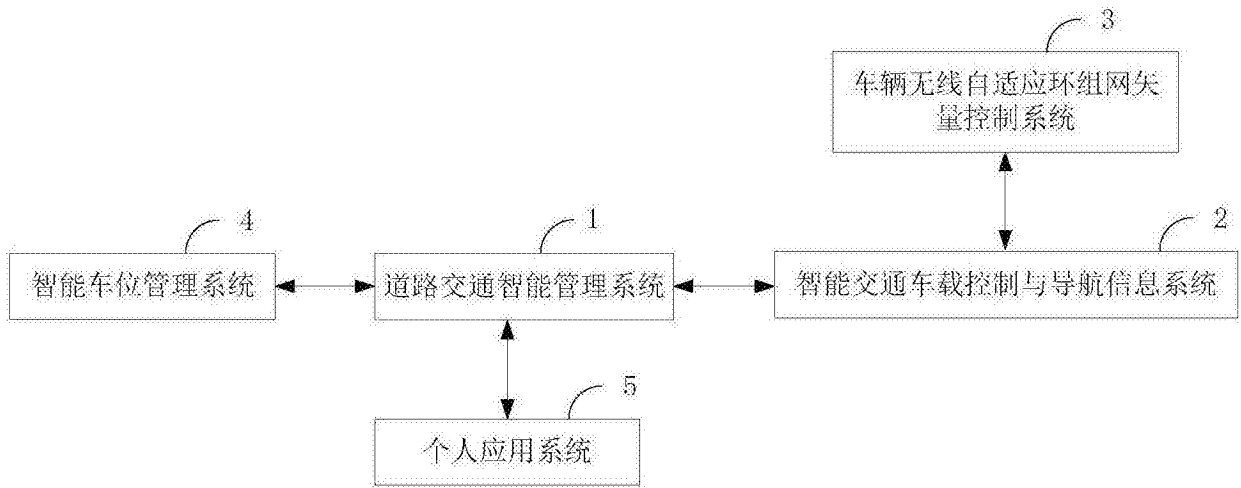 3
车辆无线自适应环组网矢
量控制系统
4
1
2
智能车位管理系统
道路交通智能管理系统
智能交通车载控制与导航信息系统
5
个人应用系统